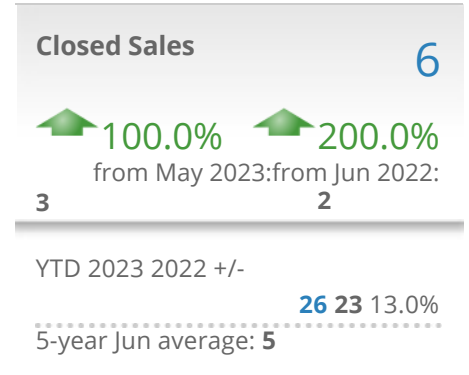 Closed Sales 6
100.0% 200.0%
from May 2023:from Jun 2022:
3 2
YTD 2023 2022 +/-
26 23 13.0%
5-year Jun average: 5